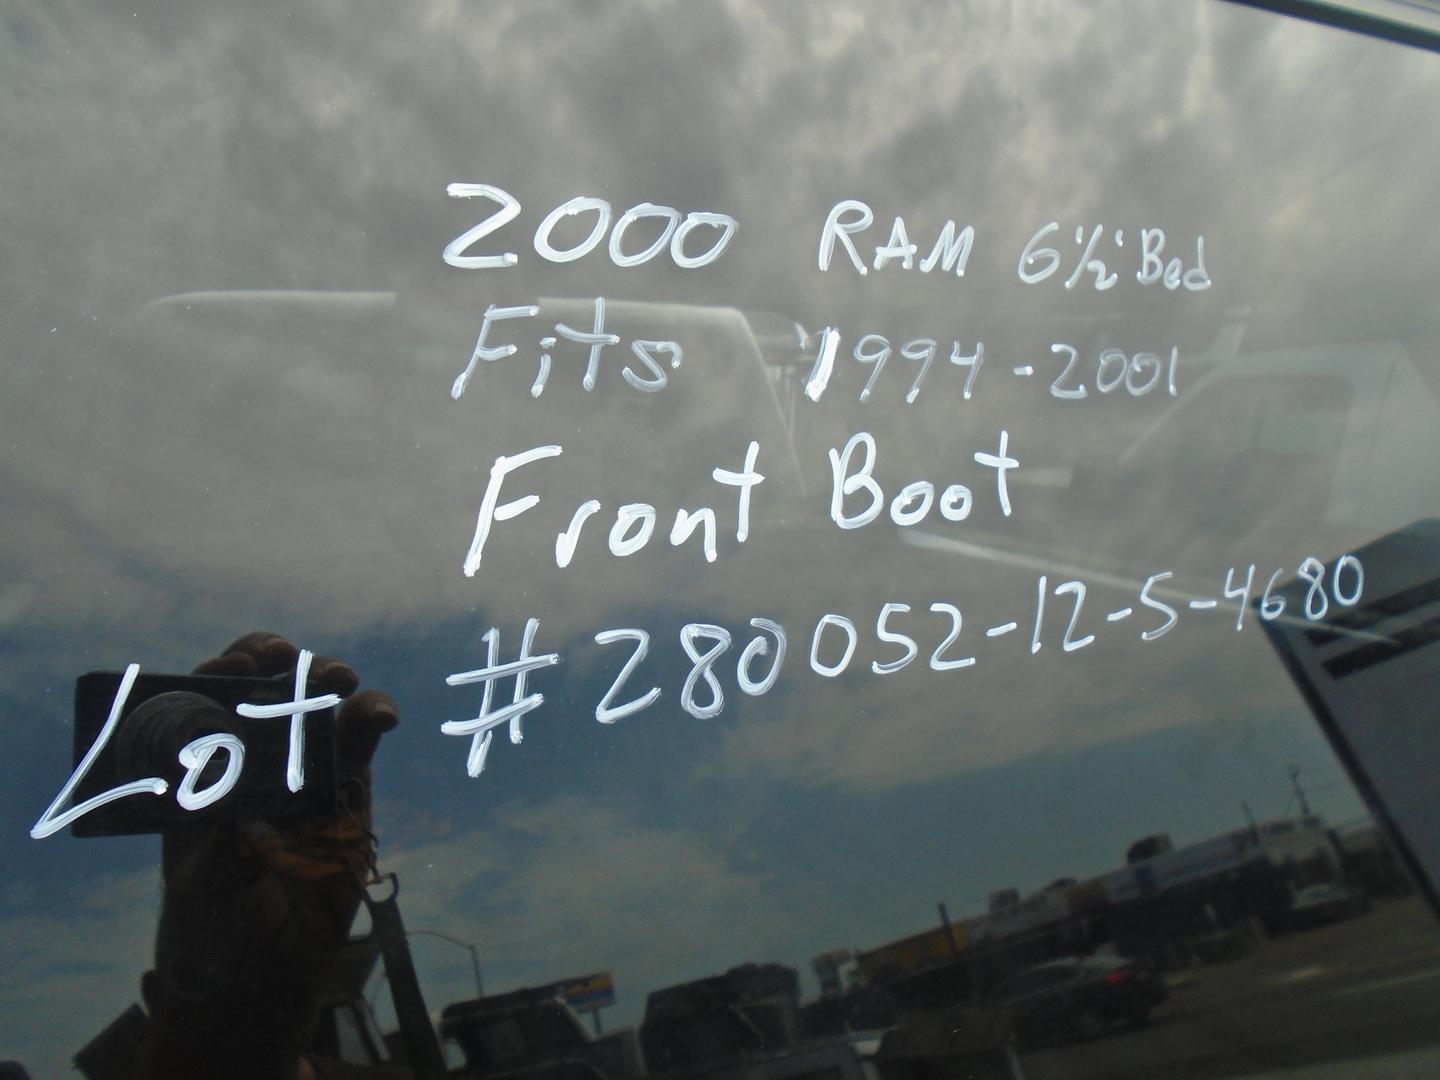 2000 RAM 6½' Bed
Fits 1994-2001
Front Boot
Lot #280052-12-5-4680